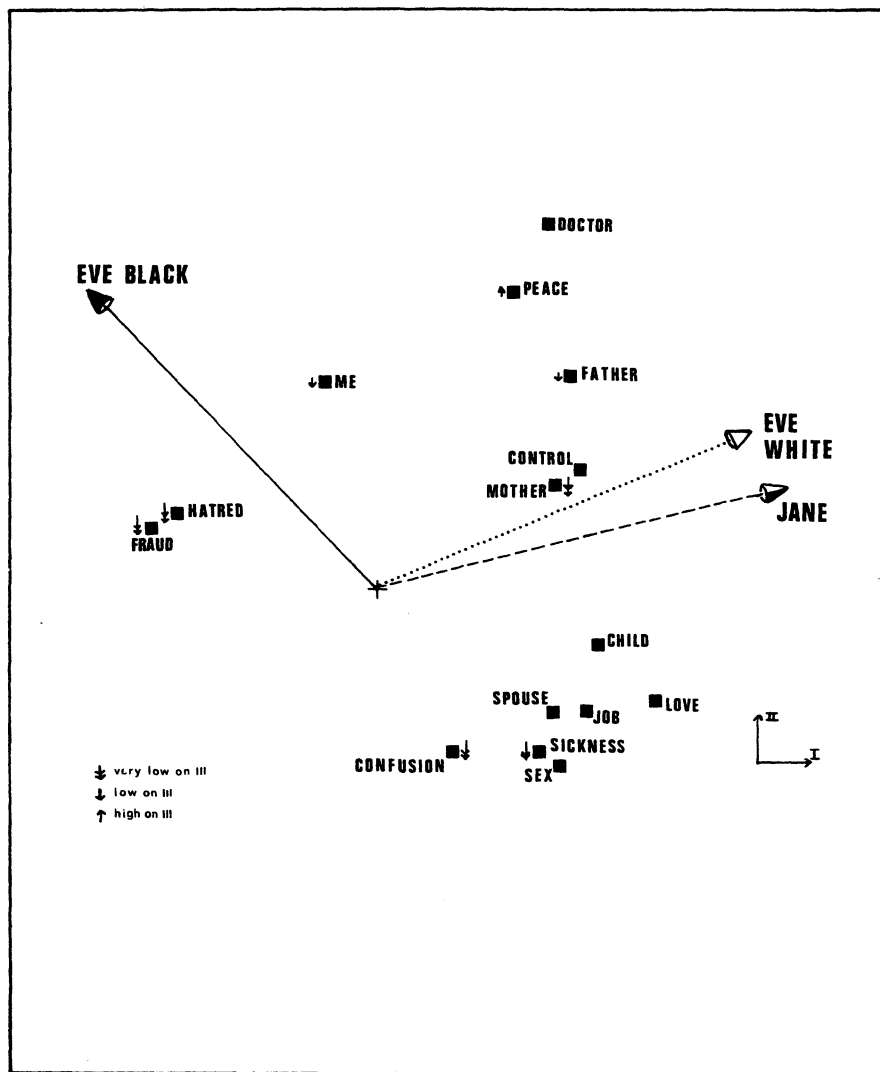 DOCTOR
EVE BLACK
PEACE
ME
FATHER
EVE
WHITE
CONTROL
MOTHER
JANE
HATRED
FRAUD
CHILD
SPOUSE
JOB
LOVE
II
I
CONFUSION
SICKNESS
SEX
very low on III
low on III
high on III